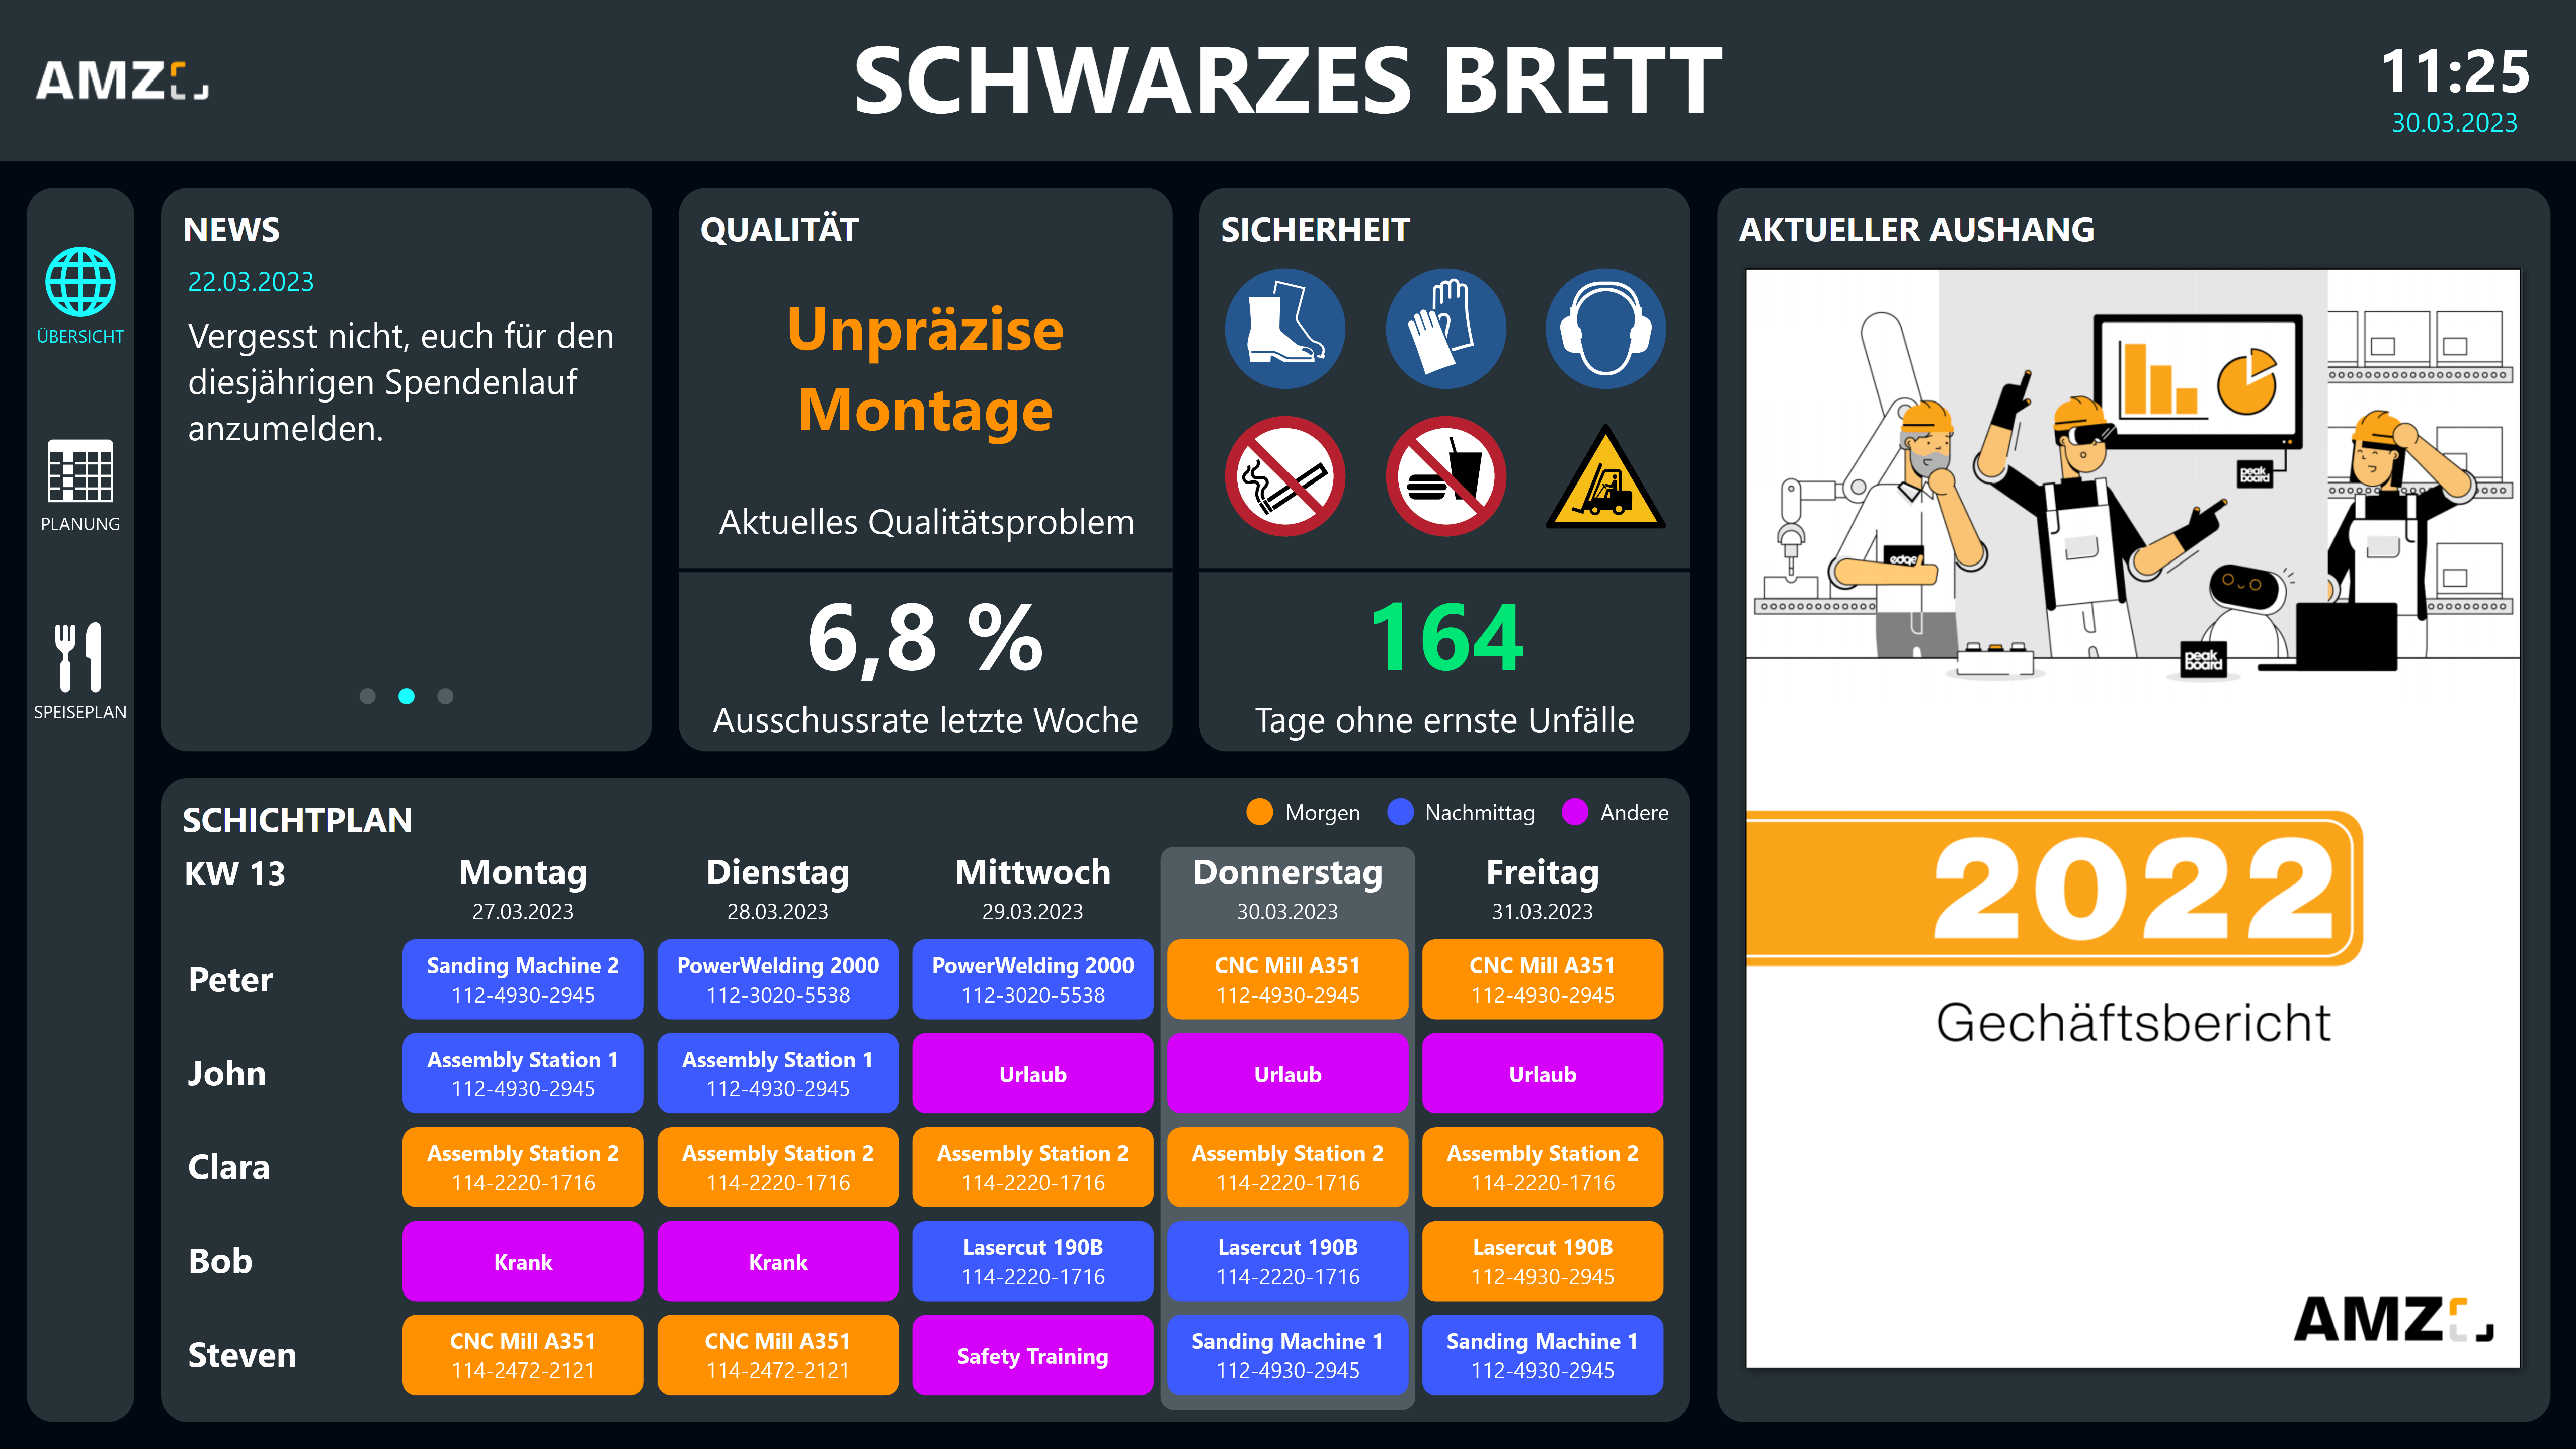 AMZ
SCHWARZES BRETT
11:25
30.03.2023
ÜBERSICHT
PLANUNG
SPEISEPLAN
NEWS
22.03.2023
Vergesst nicht, euch für den
diesjährigen Spendenlauf
anzumelden.
QUALITÄT
Unpräzise
Montage
Aktuelles Qualitätsproblem
6,8 %
Ausschussrate letzte Woche
SICHERHEIT
164
Tage ohne ernste Unfälle
SCHICHTPLAN
Morgen Nachmittag Andere
KW 13 Montag Dienstag Mittwoch Donnerstag Freitag
27.03.2023 28.03.2023 29.03.2023 30.03.2023 31.03.2023
Peter
Sanding Machine 2 PowerWelding 2000 PowerWelding 2000 CNC Mill A351 CNC Mill A351
112-4930-2945 112-3020-5538 112-3020-5538 112-4930-2945 112-4930-2945
John
Assembly Station 1 Assembly Station 1 Urlaub Urlaub Urlaub
112-4930-2945 112-4930-2945
Clara
Assembly Station 2 Assembly Station 2 Assembly Station 2 Assembly Station 2 Assembly Station 2
114-2220-1716 114-2220-1716 114-2220-1716 114-2220-1716 114-2220-1716
Bob
Krank Krank Lasercut 190B Lasercut 190B Lasercut 190B
114-2220-1716 114-2220-1716 112-4930-2945
Steven
CNC Mill A351 CNC Mill A351 Safety Training Sanding Machine 1 Sanding Machine 1
114-2472-2121 114-2472-2121 112-4930-2945 112-4930-2945
AKTUELLER AUSHANG
peak
board
edge
peak
board
2022
Gechäftsbericht
AMZ